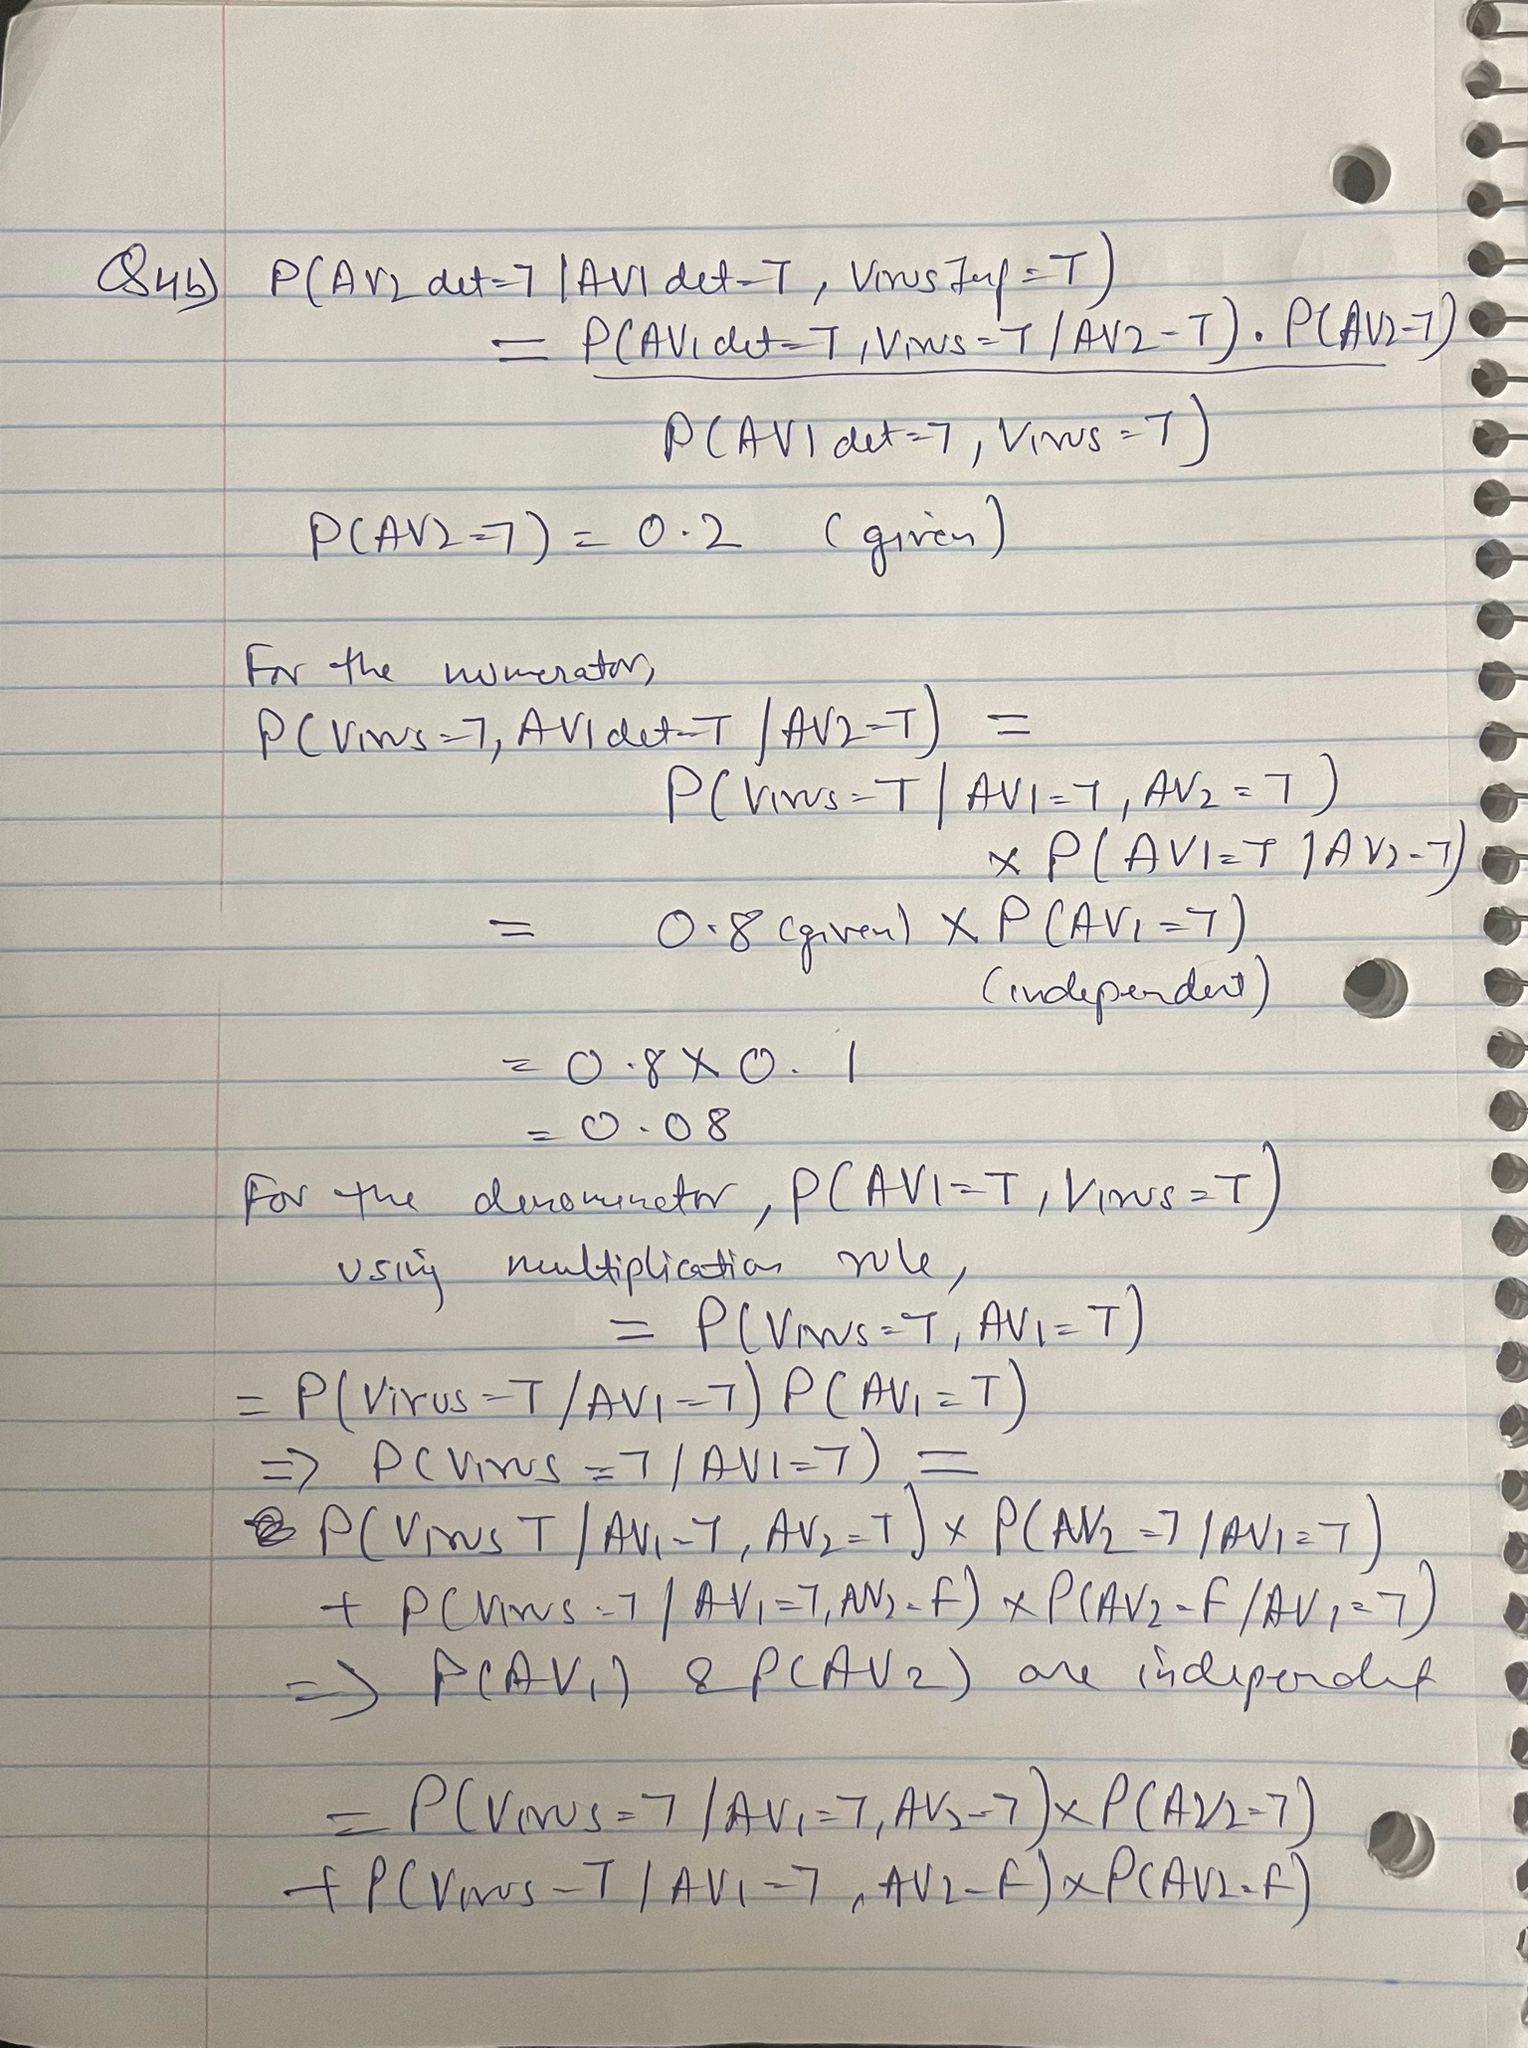 Q4b) P(AV2 det=T | AV1 det=T, Virus Inf=T)
= P(AV1 det=T, Virus=T / AV2=T) . P(AV2=T)
P(AV1 det=T, Virus=T)
P(AV2=T) = 0.2 (given)
For the numerator,
P(Virus=T, AV1 det=T / AV2=T) =
P(Virus=T | AV1=T, AV2=T)
x P(AV1=T | AV2=T)
= 0.8 (given) x P(AV1=T)
(independent)
= 0.8 x 0.1
= 0.08
For the denominator, P(AV1=T, Virus=T)
using multiplication rule,
= P(Virus=T, AV1=T)
= P(Virus=T / AV1=T) P(AV1=T)
=> P(Virus=T / AV1=T) =
P(Virus T / AV1=T, AV2=T) x P(AV2=T / AV1=T)
+ P(Virus=T / AV1=T, AV2=F) x P(AV2=F / AV1=T)
=> P(AV1) & P(AV2) are independt
= P(Virus=T / AV1=T, AV2=T) x P(AV2=T)
+ P(Virus=T / AV1=T, AV2=F) x P(AV2=F)